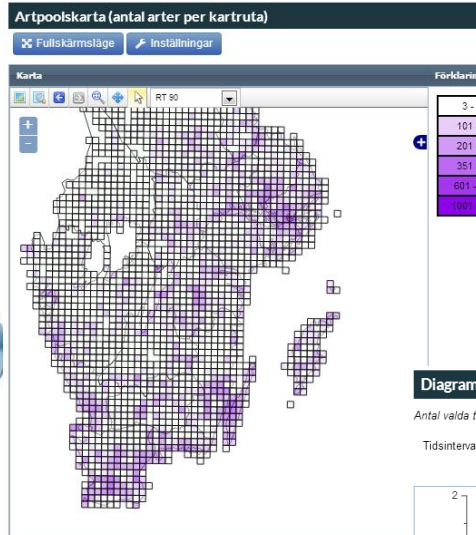 Artpoolskarta (antal arter per kartruta)
Fullskärmsläge Inställningar
Karta
RT 90
Förklarin
3 -
101
201
351
601 -
1001
Diagram
Antal valda t
Tidsinterva
2